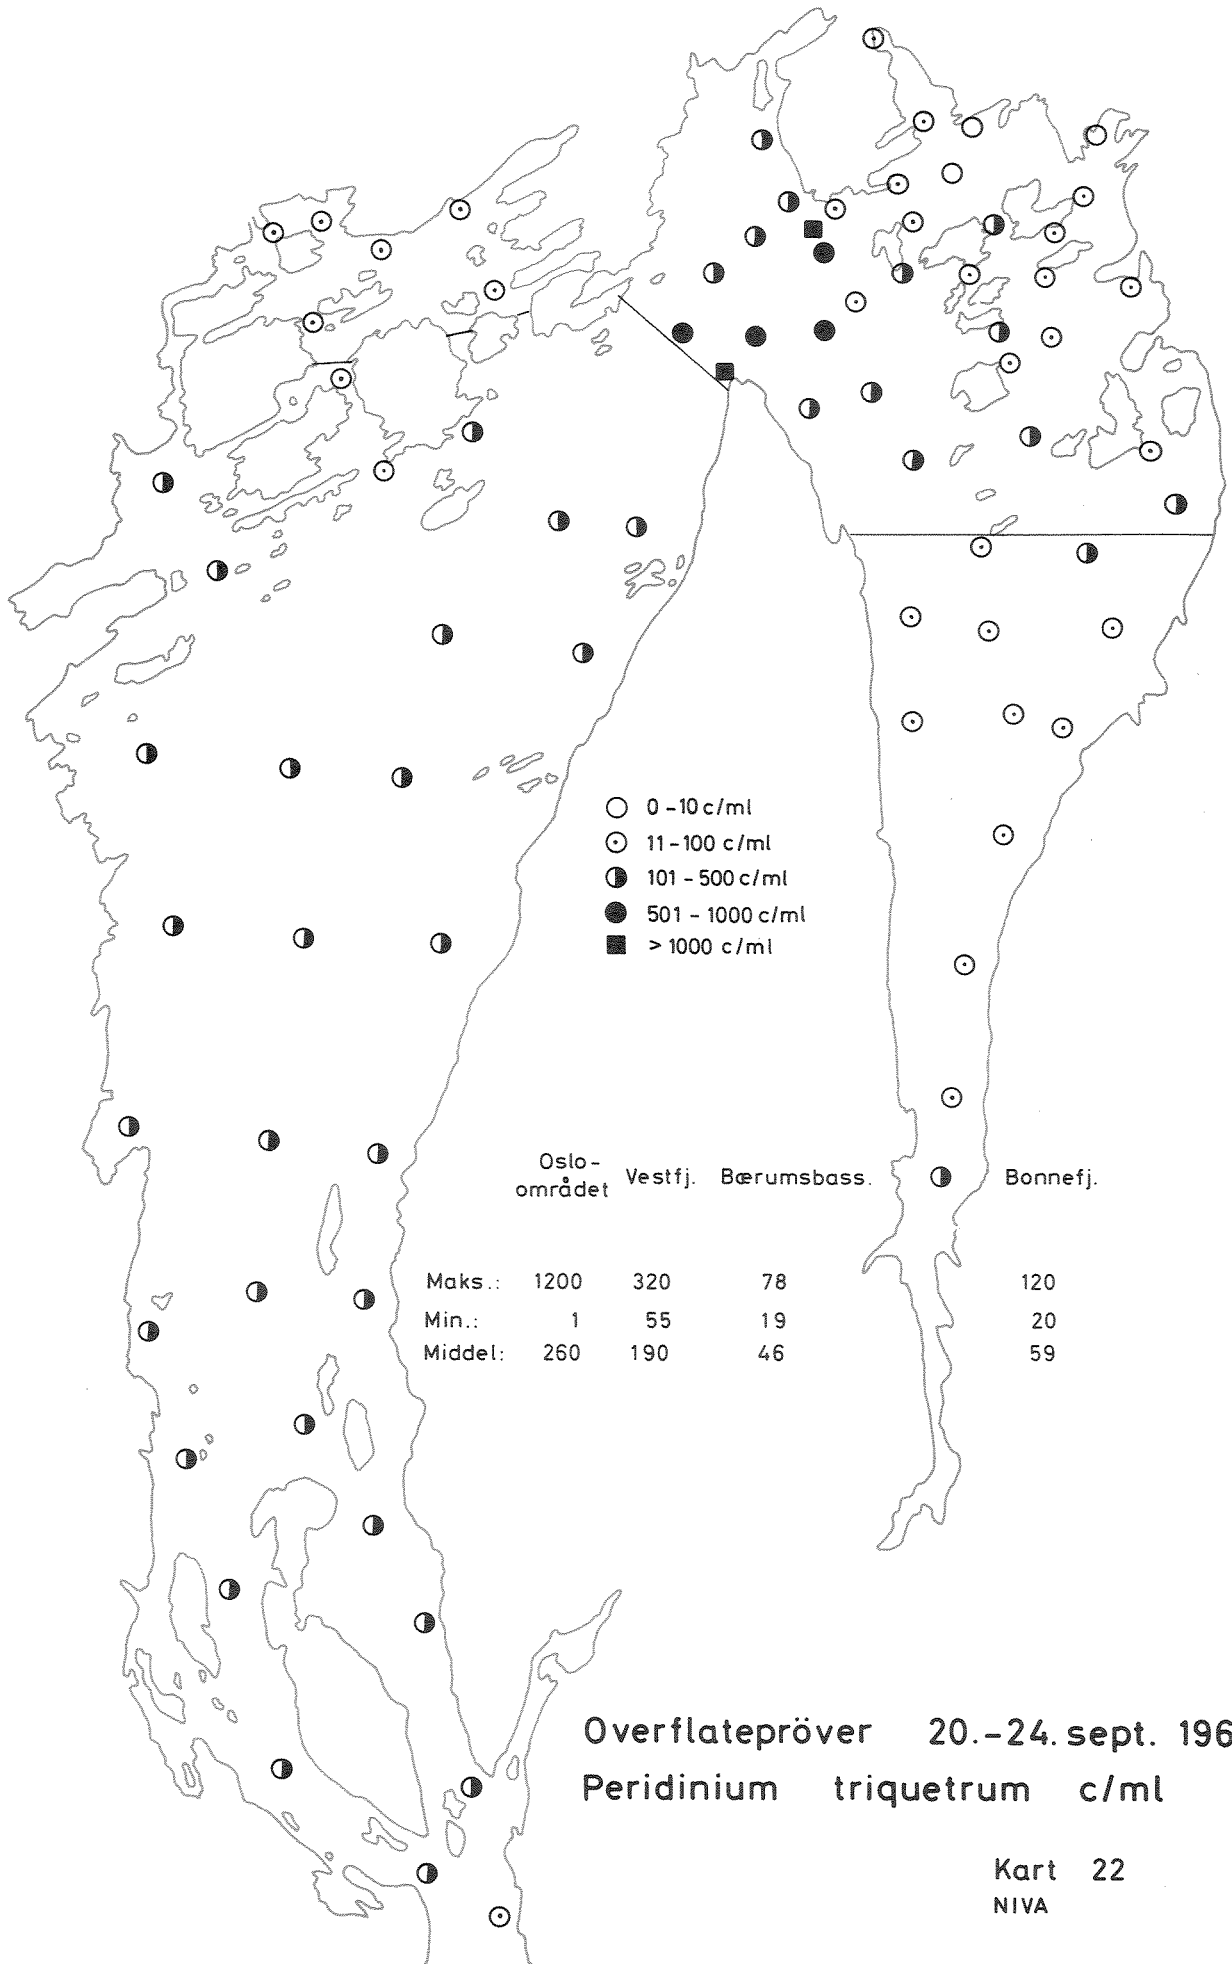 0-10 c/ml
11-100 c/ml
101-500 c/ml
501-1000 c/ml
> 1000 c/ml
Oslo-området Vestfj. Bærumsbass. Bonnefj.
Maks.: 1200 320 78 120
Min.: 1 55 19 20
Middel: 260 190 46 59
Overflatepröver 20.-24. sept. 196
Peridinium triquetrum c/ml
Kart 22
NIVA